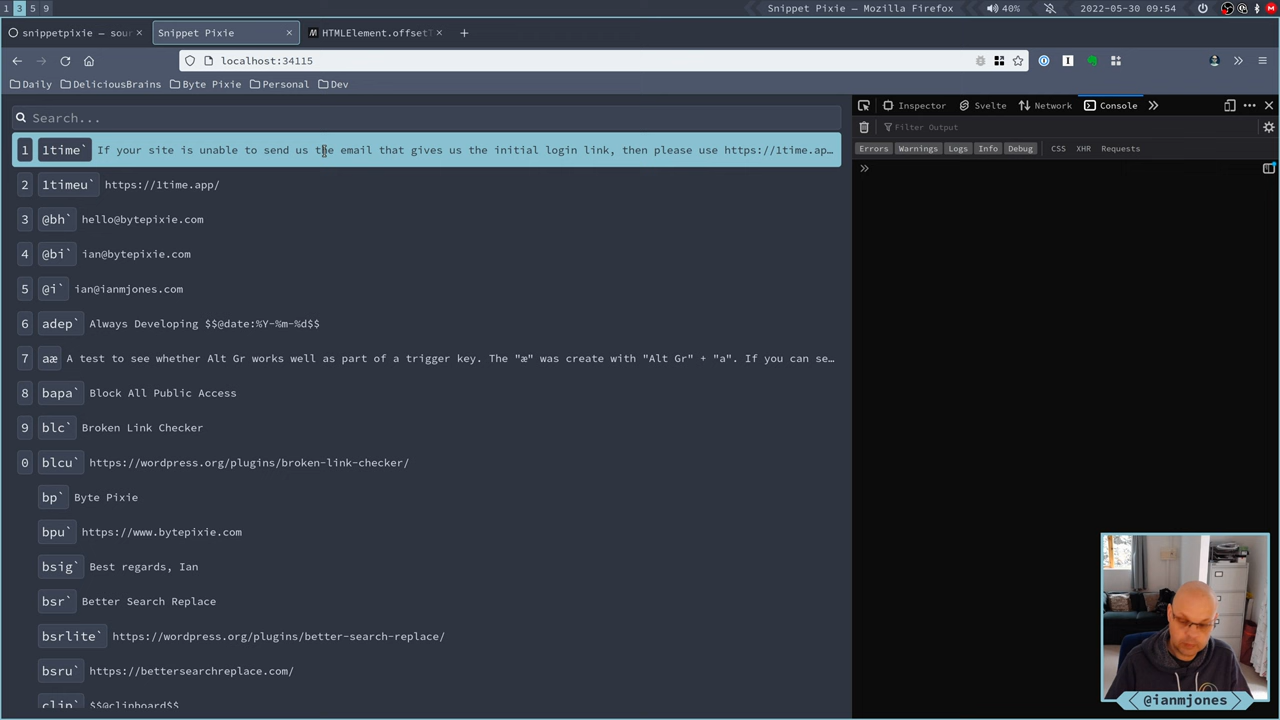 1 3 5 9
Snippet Pixie — Mozilla Firefox
40%
2022-05-30 09:54
snippetpixie — sour
Snippet Pixie
HTMLElement.offsetT
localhost:34115
Daily
DeliciousBrains
Byte Pixie
Personal
Dev
Search...
1 1time` If your site is unable to send us the email that gives us the initial login link, then please use https://1time.ap…
2 1timeu` https://1time.app/
3 @bh` hello@bytepixie.com
4 @bi` ian@bytepixie.com
5 @i` ian@ianmjones.com
6 adep` Always Developing $$@date:%Y-%m-%d$$
7 aæ A test to see whether Alt Gr works well as part of a trigger key. The "æ" was create with "Alt Gr" + "a". If you can se…
8 bapa` Block All Public Access
9 blc` Broken Link Checker
0 blcu` https://wordpress.org/plugins/broken-link-checker/
bp` Byte Pixie
bpu` https://www.bytepixie.com
bsig` Best regards, Ian
bsr` Better Search Replace
bsrlite` https://wordpress.org/plugins/better-search-replace/
bsru` https://bettersearchreplace.com/
clip` $$@clipboard$$
Inspector
Svelte
Network
Console
Filter Output
Errors
Warnings
Logs
Info
Debug
CSS
XHR
Requests
@ianmjones